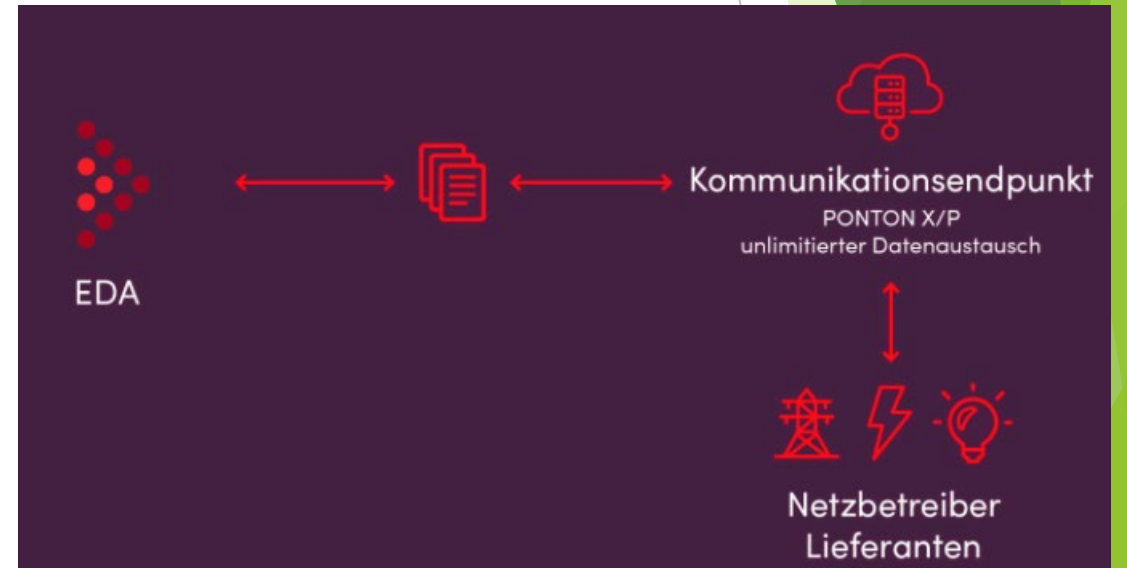 EDA
Kommunikationsendpunkt
PONTON X/P
unlimitierter Datenaustausch
Netzbetreiber
Lieferanten